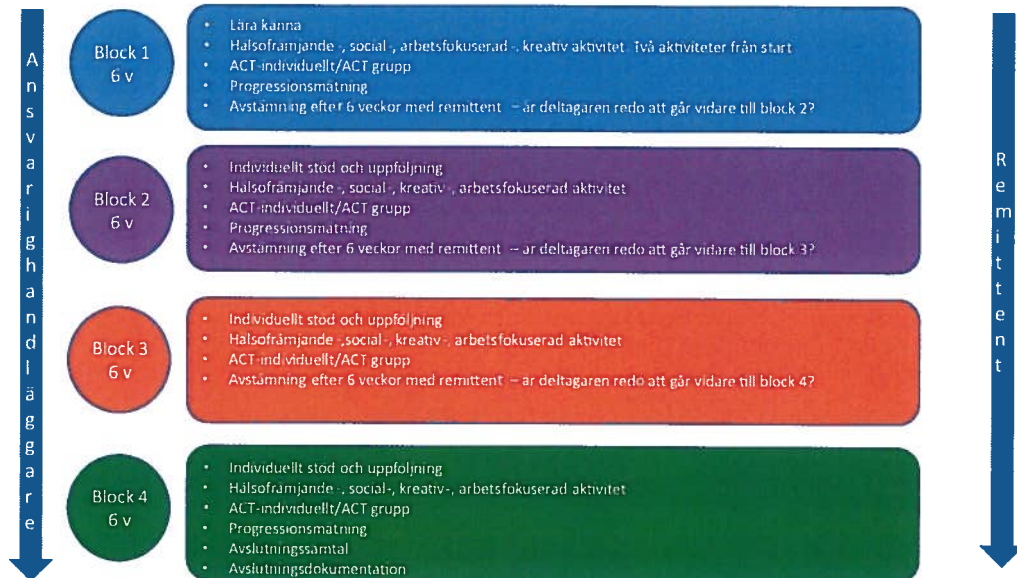 Ansvarighandläggare
Block 1
6 v
• Lära känna
• Hälsofrämjande -, social -, arbetsfokuserad -, kreativ aktivitet Två aktiviteter från start
• ACT-individuellt/ACT grupp
• Progressionsmätning
• Avstämning efter 6 veckor med remittent – är deltagaren redo att går vidare till block 2?
Block 2
6 v
• Individuellt stöd och uppföljning
• Hälsofrämjande -, social-, kreativ-, arbetsfokuserad aktivitet
• ACT-individuellt/ACT grupp
• Progressionsmätning
• Avstämning efter 6 veckor med remittent – är deltagaren redo att går vidare till block 3?
Block 3
6 v
• Individuellt stöd och uppföljning
• Hälsofrämjande -,social-, kreativ-, arbetsfokuserad aktivitet
• ACT-individuellt/ACT grupp
• Avstämning efter 6 veckor med remittent – är deltagaren redo att går vidare till block 4?
Block 4
6 v
• Individuellt stöd och uppföljning
• Hälsofrämjande -, social-, kreativ-, arbetsfokuserad aktivitet
• ACT-individuellt/ACT grupp
• Progressionsmätning
• Avslutningssamtal
• Avslutningsdokumentation
Remittent